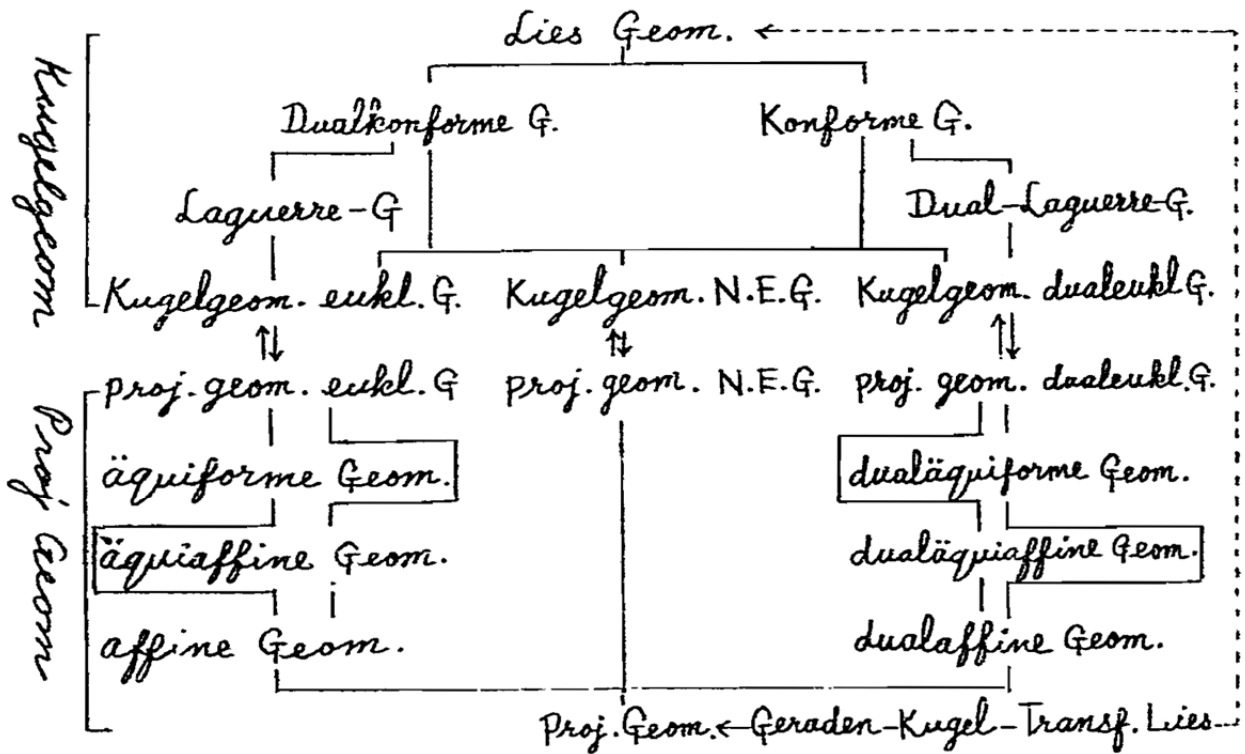 Lies Geom.
Kugelgeom
Dualkonforme G.
Konforme G.
Laguerre-G
Dual-Laguerre-G.
Kugelgeom. eukl. G.
Kugelgeom. N.E.G.
Kugelgeom. dualeukl G.
proj. geom. eukl. G
proj. geom. N.E.G.
proj. geom. dualeukl. G.
Proj Geom
äquiforme Geom.
dualäquiforme Geom.
äquiaffine Geom.
dualäquiaffine Geom.
affine Geom.
dualaffine Geom.
Proj. Geom. ← Geraden-Kugel-Transf. Lies